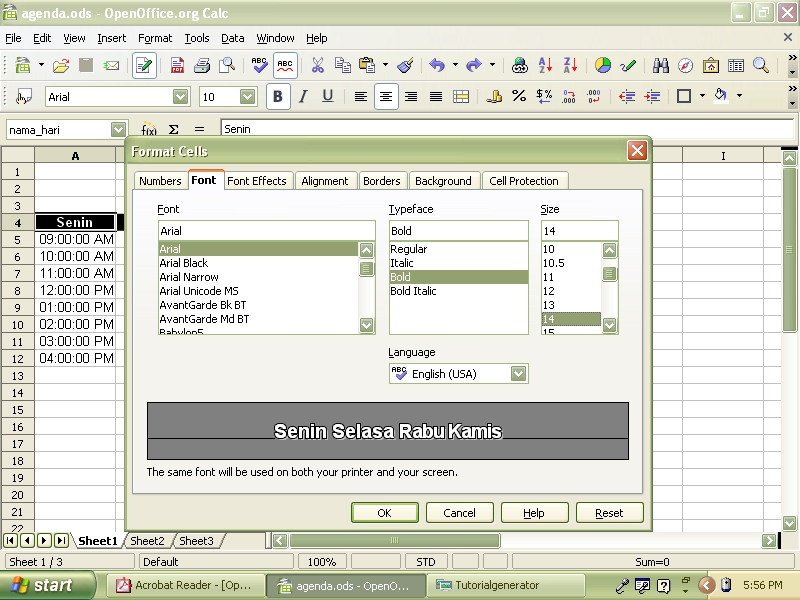 agenda.ods - OpenOffice.org Calc
File Edit View Insert Format Tools Data Window Help
Arial 10 B I U
nama_hari f(x) Σ = Senin
A I
Format Cells
Numbers Font Font Effects Alignment Borders Background Cell Protection
Font Typeface Size
Arial Bold 14
Arial Regular 10
Arial Black Italic 10.5
Arial Narrow Bold 11
Arial Unicode MS Bold Italic 12
AvantGarde Bk BT 13
AvantGarde Md BT 14
Babylon5 15
Language
English (USA)
Senin Selasa Rabu Kamis
The same font will be used on both your printer and your screen.
OK Cancel Help Reset
1
2
3
4 Senin
5 09:00:00 AM
6 10:00:00 AM
7 11:00:00 AM
8 12:00:00 PM
9 01:00:00 PM
10 02:00:00 PM
11 03:00:00 PM
12 04:00:00 PM
13
14
15
16
17
18
19
20
21
22
Sheet1 Sheet2 Sheet3
Sheet 1 / 3 Default 100% STD Sum=0
start Acrobat Reader - [Op... agenda.ods - OpenO... Tutorialgenerator 5:56 PM